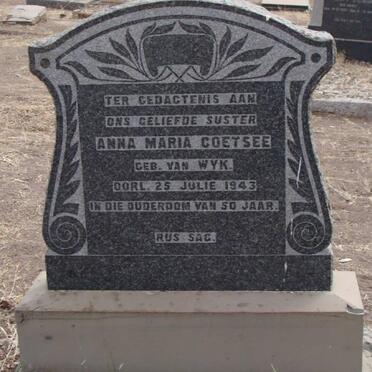 TER GEDACTENIS AAN
ONS GELIEFDE SUSTER
ANNA MARIA COETSEE
GEB. VAN WYK.
OORL. 25 JULIE 1943
IN DIE OUDERDOM VAN 50 JAAR.
RUS SAG.